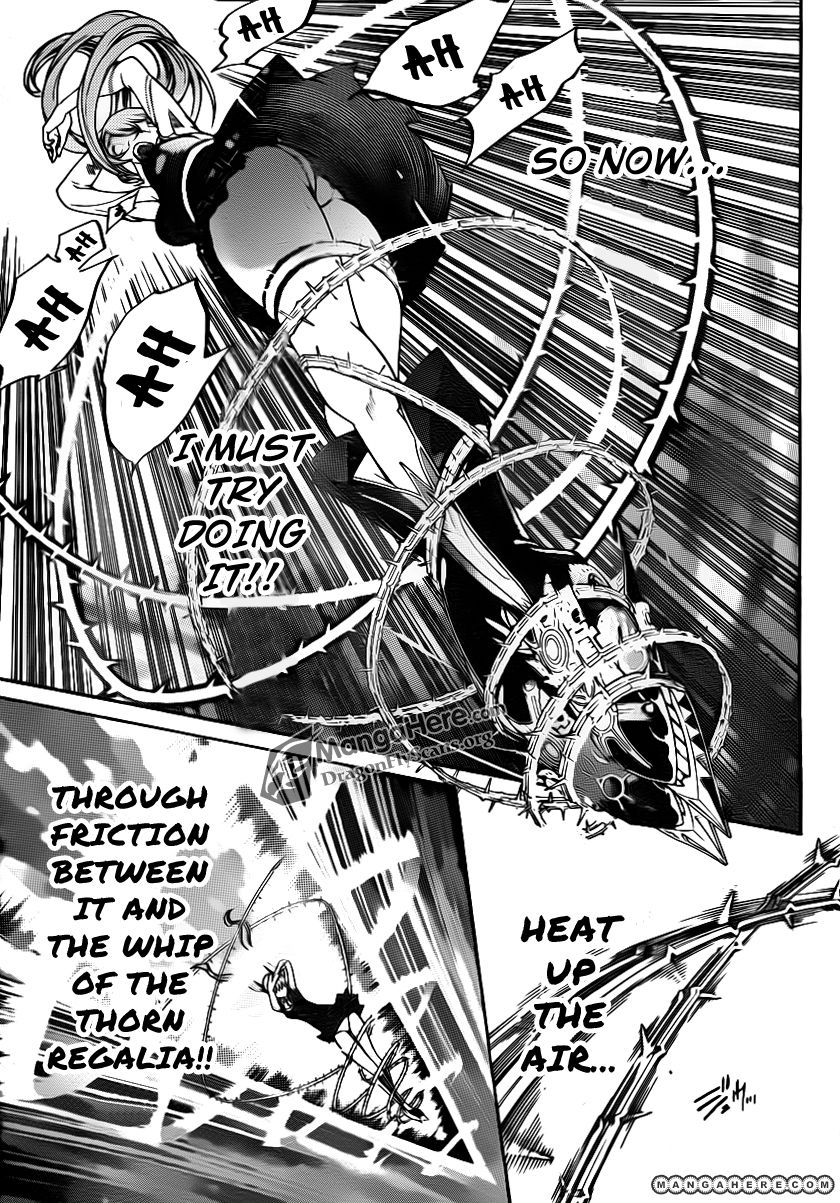 AH
AH
AH
SO NOW...
AH
AH
AH
I MUST
TRY
DOING
IT!!
MANGAHERE.com
DRAGONFLYSCANS.org
HEAT
UP
THE
AIR...
THROUGH
FRICTION
BETWEEN
IT AND
THE WHIP
OF THE
THORN
REGALIA!!
MANGAHERE.COM